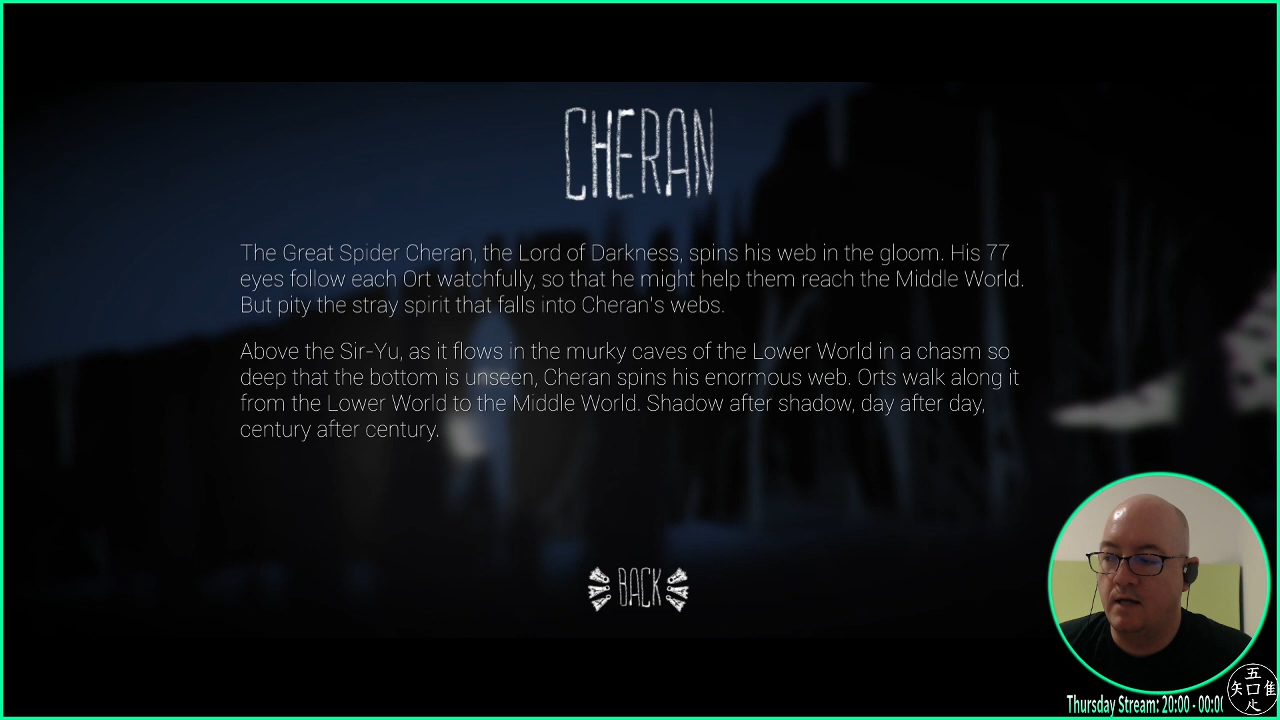 CHERAN
The Great Spider Cheran, the Lord of Darkness, spins his web in the gloom. His 77
eyes follow each Ort watchfully, so that he might help them reach the Middle World.
But pity the stray spirit that falls into Cheran's webs.
Above the Sir-Yu, as it flows in the murky caves of the Lower World in a chasm so
deep that the bottom is unseen, Cheran spins his enormous web. Orts walk along it
from the Lower World to the Middle World. Shadow after shadow, day after day,
century after century.
BACK
Thursday Stream: 20:00 - 00:00